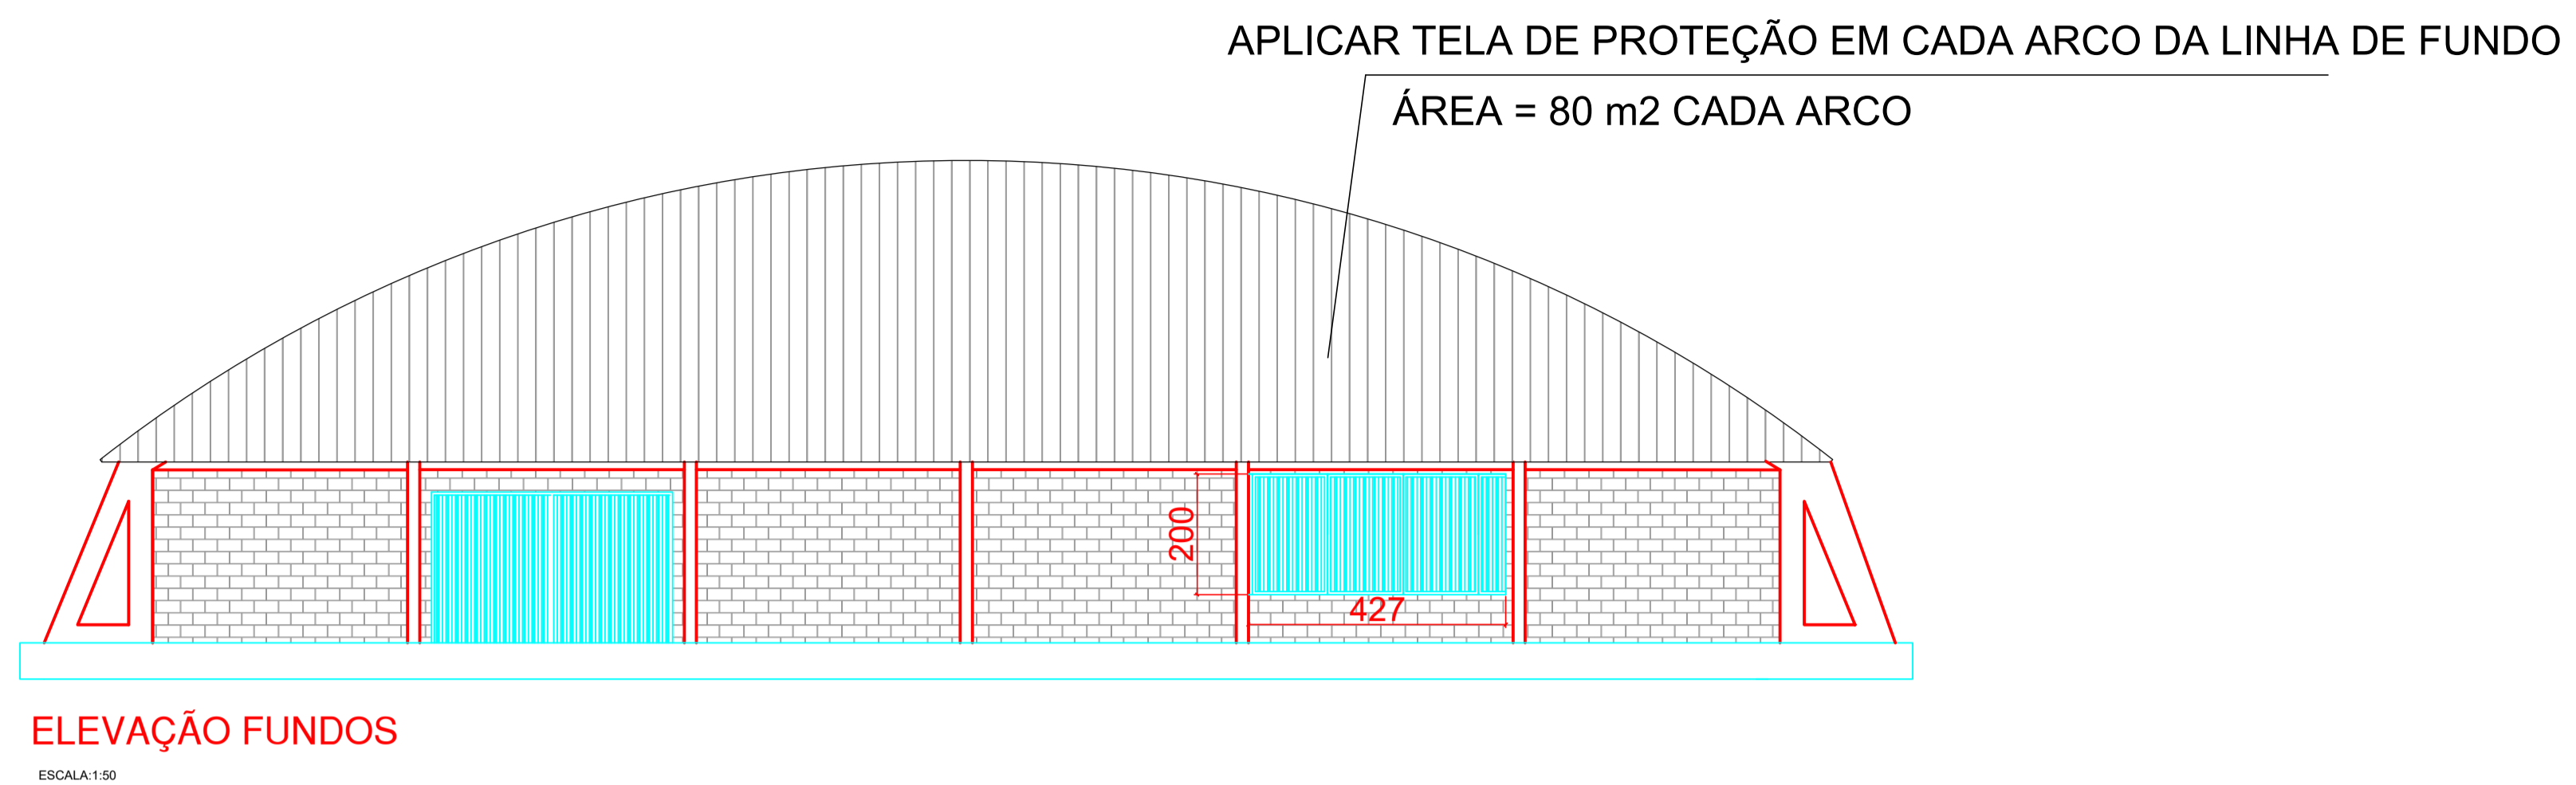 APLICAR TELA DE PROTEÇÃO EM CADA ARCO DA LINHA DE FUNDO
ÁREA = 80 m2 CADA ARCO
200
427
ELEVAÇÃO FUNDOS
ESCALA:1:50